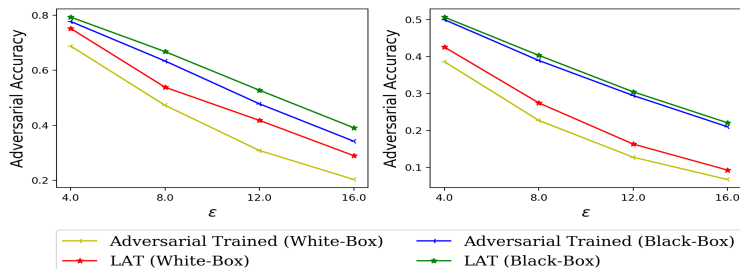 0.8
0.6
0.4
0.2
Adversarial Accuracy
4.0 8.0 12.0 16.0
ε
0.5
0.4
0.3
0.2
0.1
Adversarial Accuracy
4.0 8.0 12.0 16.0
ε
Adversarial Trained (White-Box) Adversarial Trained (Black-Box)
LAT (White-Box) LAT (Black-Box)